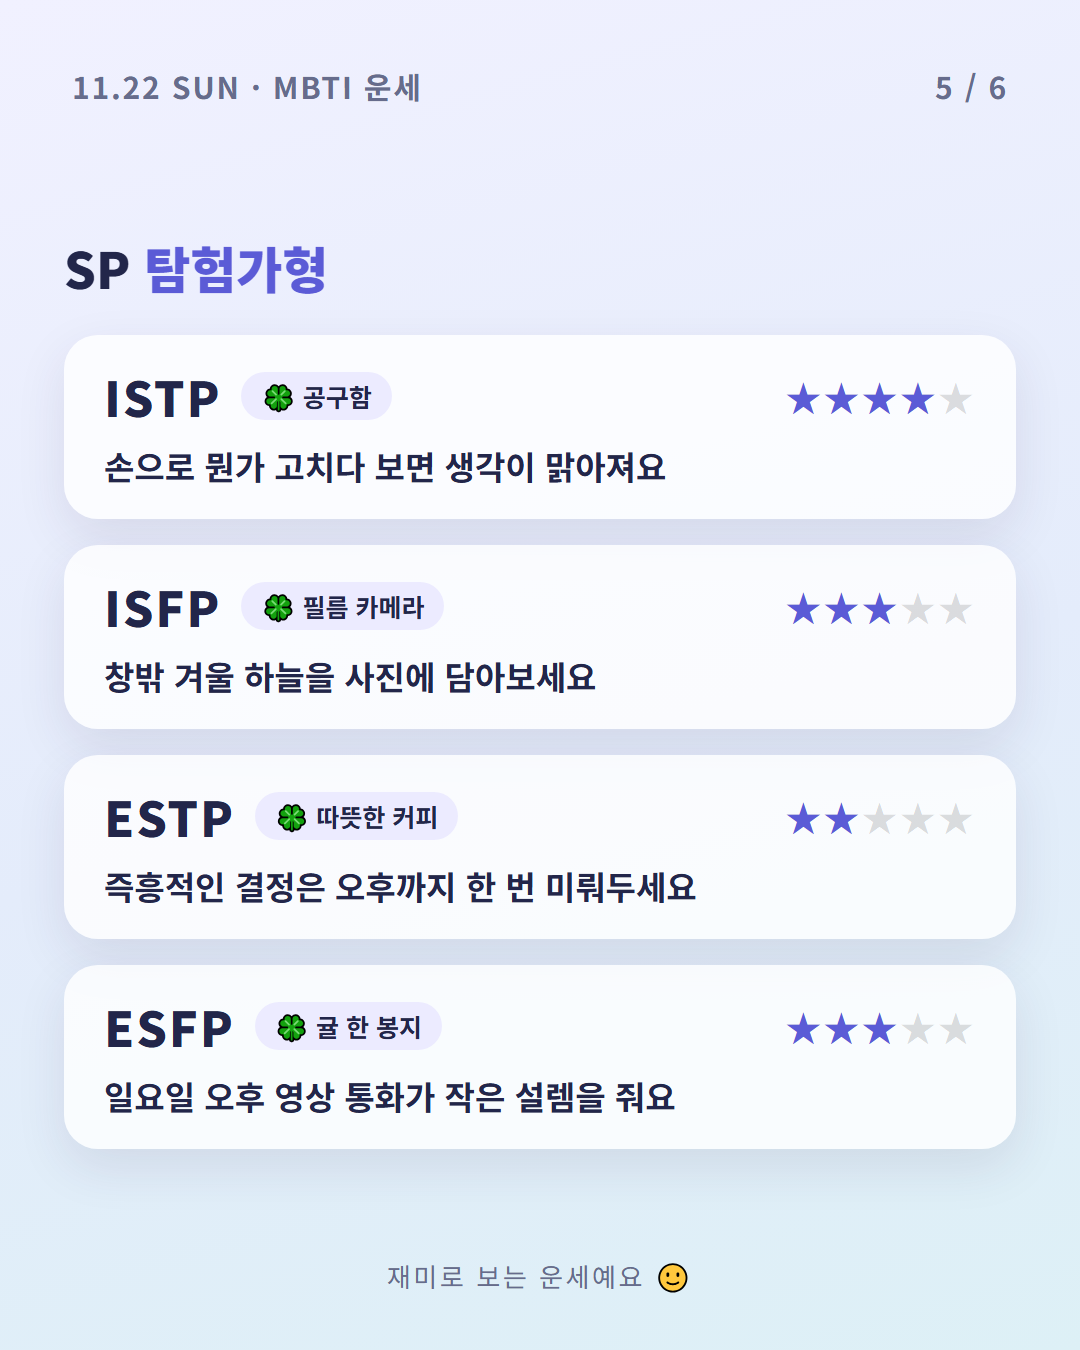 11.22 SUN · MBTI 운세
5 / 6
SP 탐험가형
ISTP 🍀 공구함 ★★★★★
손으로 뭔가 고치다 보면 생각이 맑아져요
ISFP 🍀 필름 카메라 ★★★★★
창밖 겨울 하늘을 사진에 담아보세요
ESTP 🍀 따뜻한 커피 ★★★★★
즉흥적인 결정은 오후까지 한 번 미뤄두세요
ESFP 🍀 귤 한 봉지 ★★★★★
일요일 오후 영상 통화가 작은 설렘을 줘요
재미로 보는 운세예요 🙂